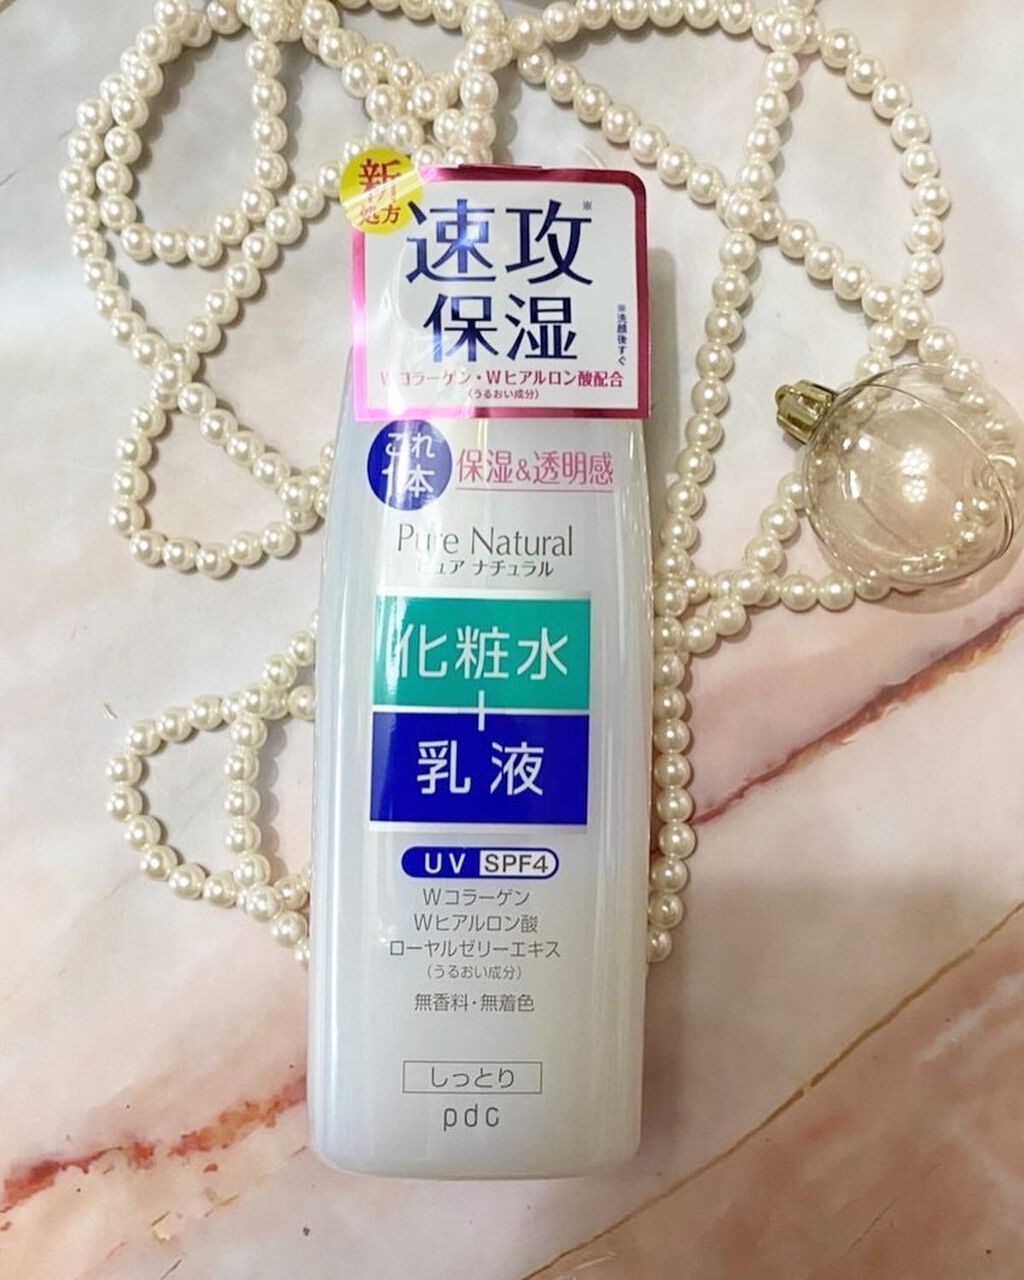 新
処方
速攻※
保湿
※洗顔後すぐ
Wコラーゲン・Wヒアルロン酸配合
(うるおい成分)
これ
1本
保湿&透明感
Pure Natural
ピュア ナチュラル
化粧水
+
乳液
UV SPF4
Wコラーゲン
Wヒアルロン酸
ローヤルゼリーエキス
(うるおい成分)
無香料・無着色
しっとり
pdc